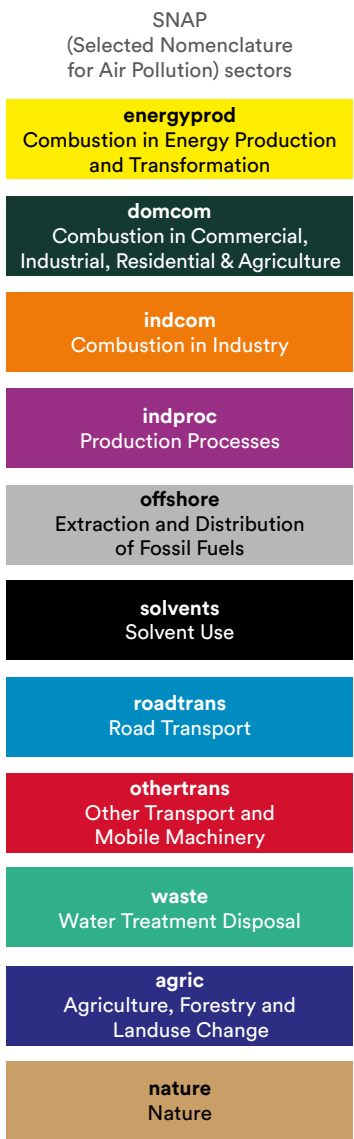 SNAP
(Selected Nomenclature
for Air Pollution) sectors
energyprod
Combustion in Energy Production
and Transformation
domcom
Combustion in Commercial,
Industrial, Residential & Agriculture
indcom
Combustion in Industry
indproc
Production Processes
offshore
Extraction and Distribution
of Fossil Fuels
solvents
Solvent Use
roadtrans
Road Transport
othertrans
Other Transport and
Mobile Machinery
waste
Water Treatment Disposal
agric
Agriculture, Forestry and
Landuse Change
nature
Nature